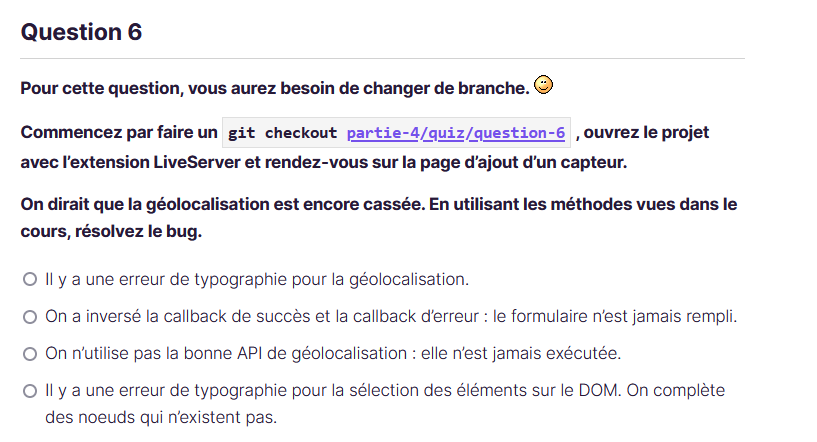 Question 6
Pour cette question, vous aurez besoin de changer de branche.
Commencez par faire un git checkout partie-4/quiz/question-6 , ouvrez le projet
avec l’extension LiveServer et rendez-vous sur la page d’ajout d’un capteur.
On dirait que la géolocalisation est encore cassée. En utilisant les méthodes vues dans le
cours, résolvez le bug.
Il y a une erreur de typographie pour la géolocalisation.
On a inversé la callback de succès et la callback d’erreur : le formulaire n’est jamais rempli.
On n’utilise pas la bonne API de géolocalisation : elle n’est jamais exécutée.
Il y a une erreur de typographie pour la sélection des éléments sur le DOM. On complète
des noeuds qui n’existent pas.